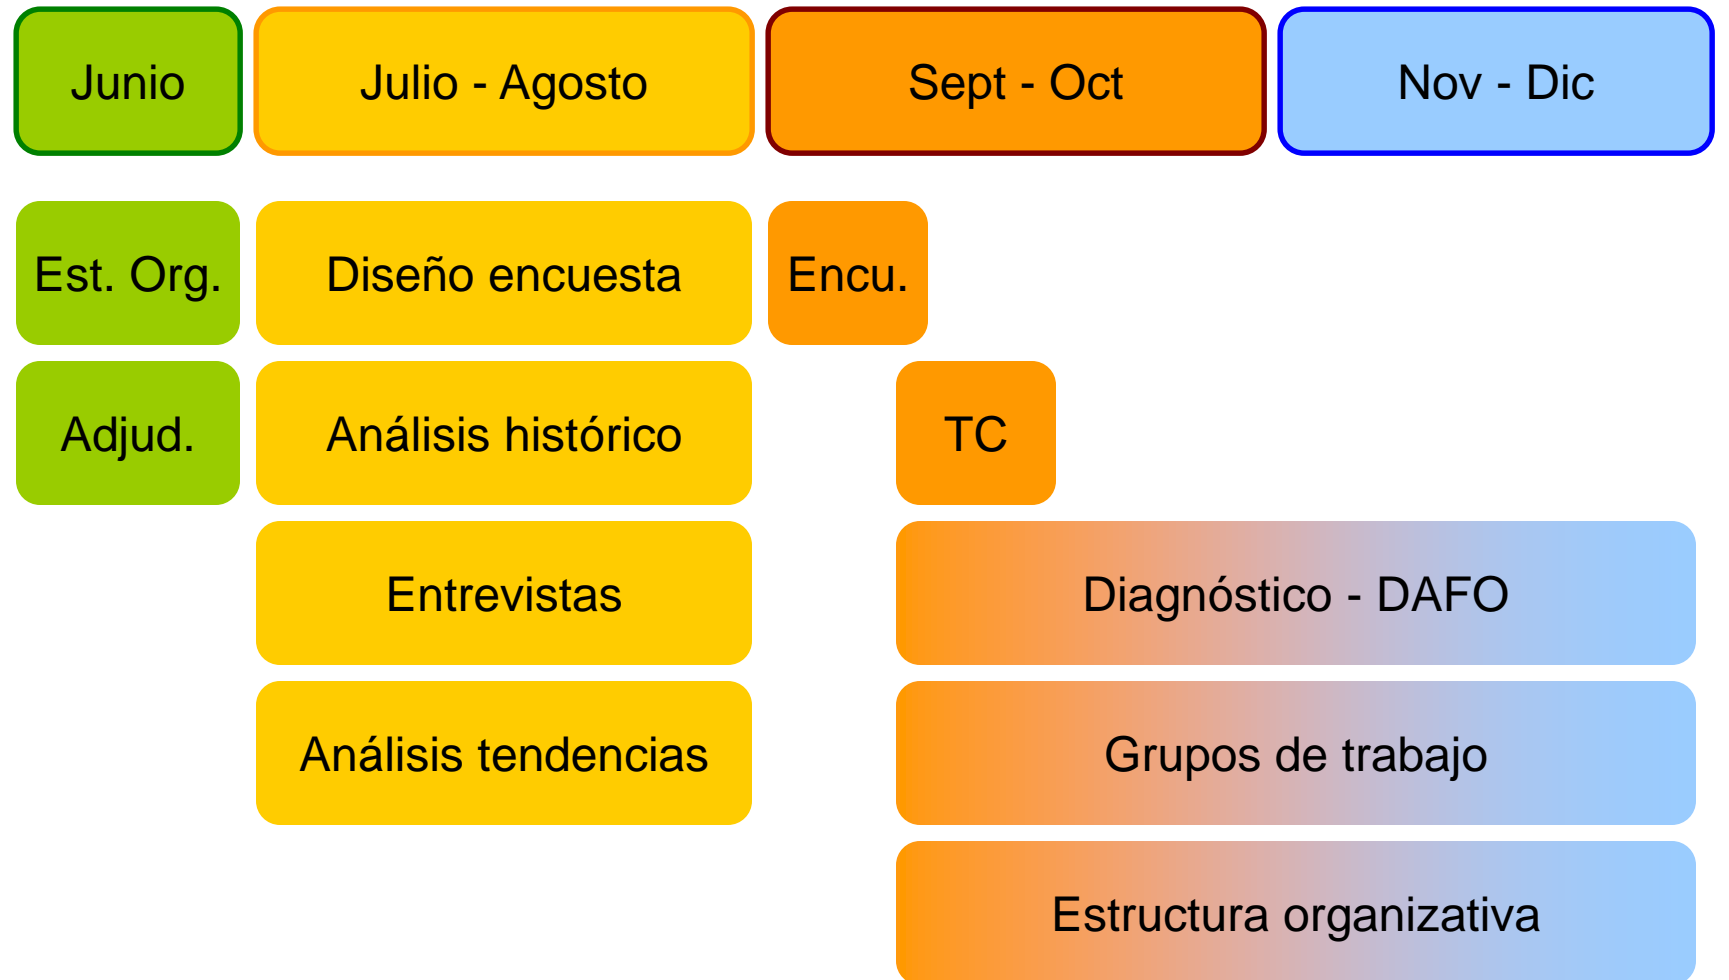 Junio
Julio - Agosto
Sept - Oct
Nov - Dic
Est. Org.
Diseño encuesta
Encu.
Adjud.
Análisis histórico
TC
Entrevistas
Diagnóstico - DAFO
Análisis tendencias
Grupos de trabajo
Estructura organizativa